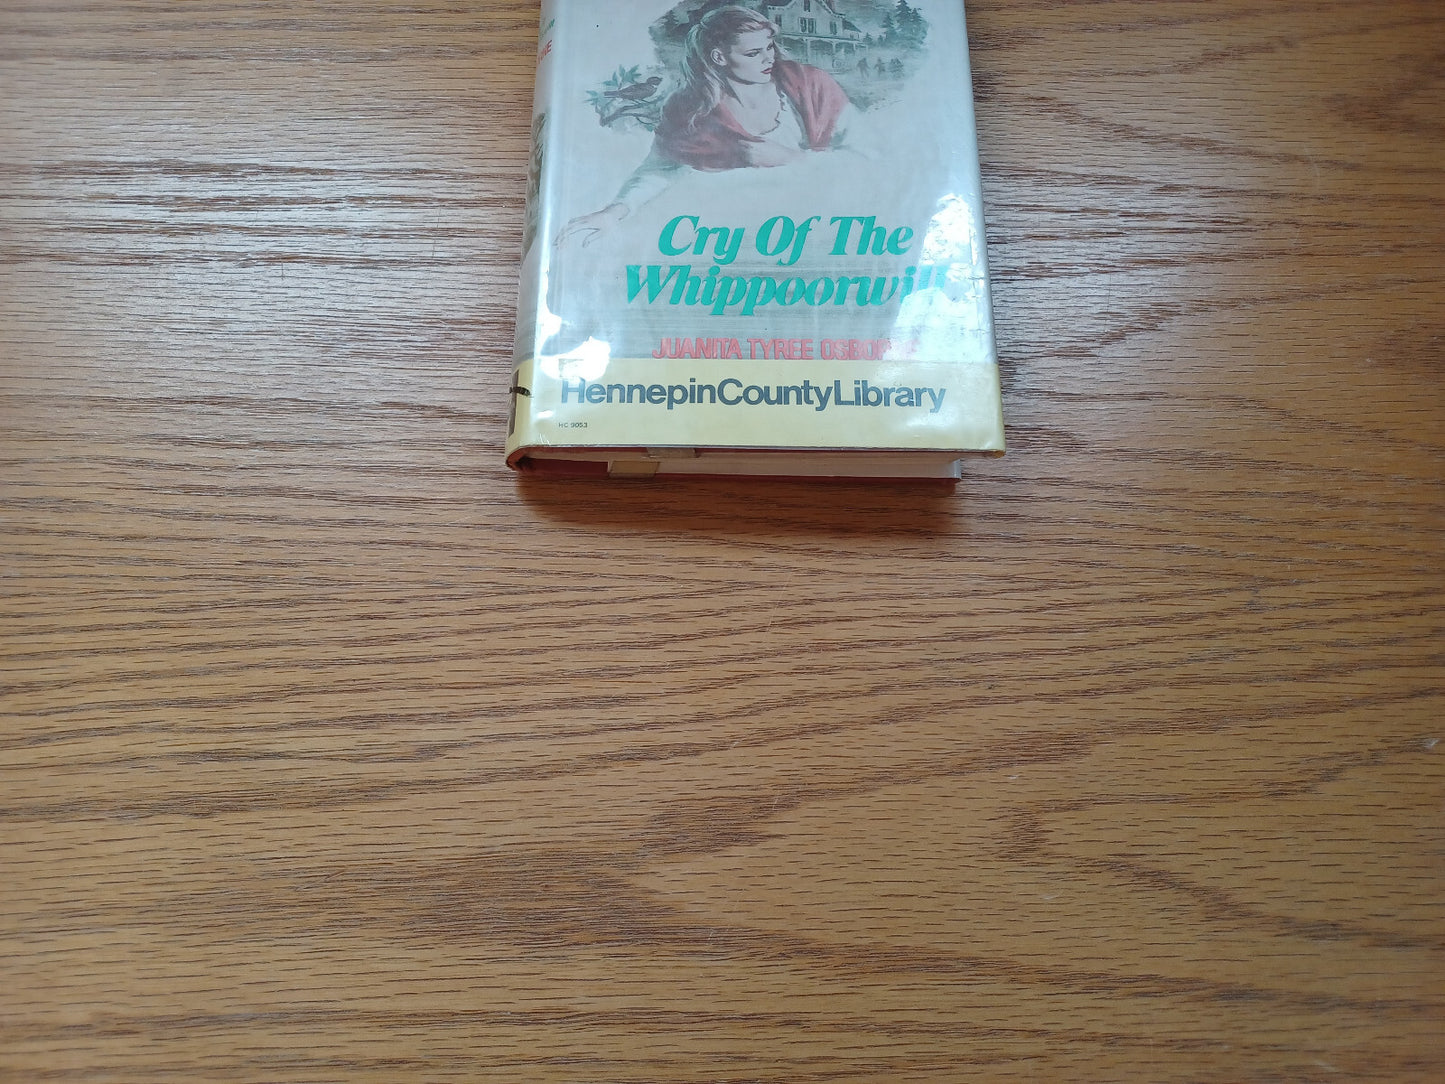 Cry Of The
Whippoorwill
JUANITA TYREE OSBORNE
HennepinCountyLibrary
HC 9053